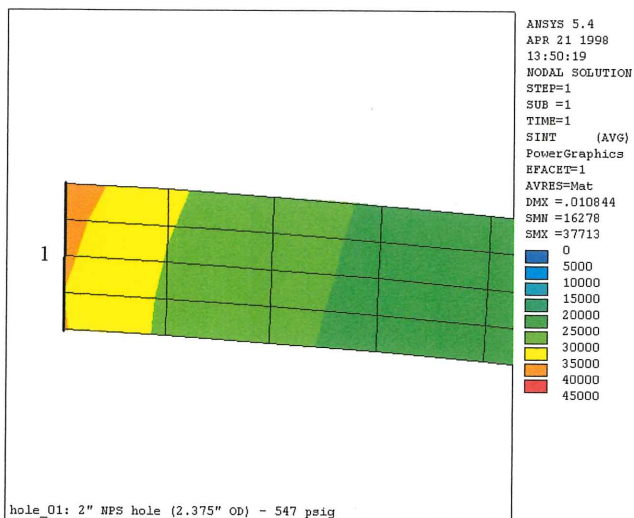 ANSYS 5.4
APR 21 1998
13:50:19
NODAL SOLUTION
STEP=1
SUB =1
TIME=1
SINT (AVG)
PowerGraphics
EFACET=1
AVRES=Mat
DMX =.010844
SMN =16278
SMX =37713
0
5000
10000
15000
20000
25000
30000
35000
40000
45000
1
hole_01: 2" NPS hole (2.375" OD) - 547 psig